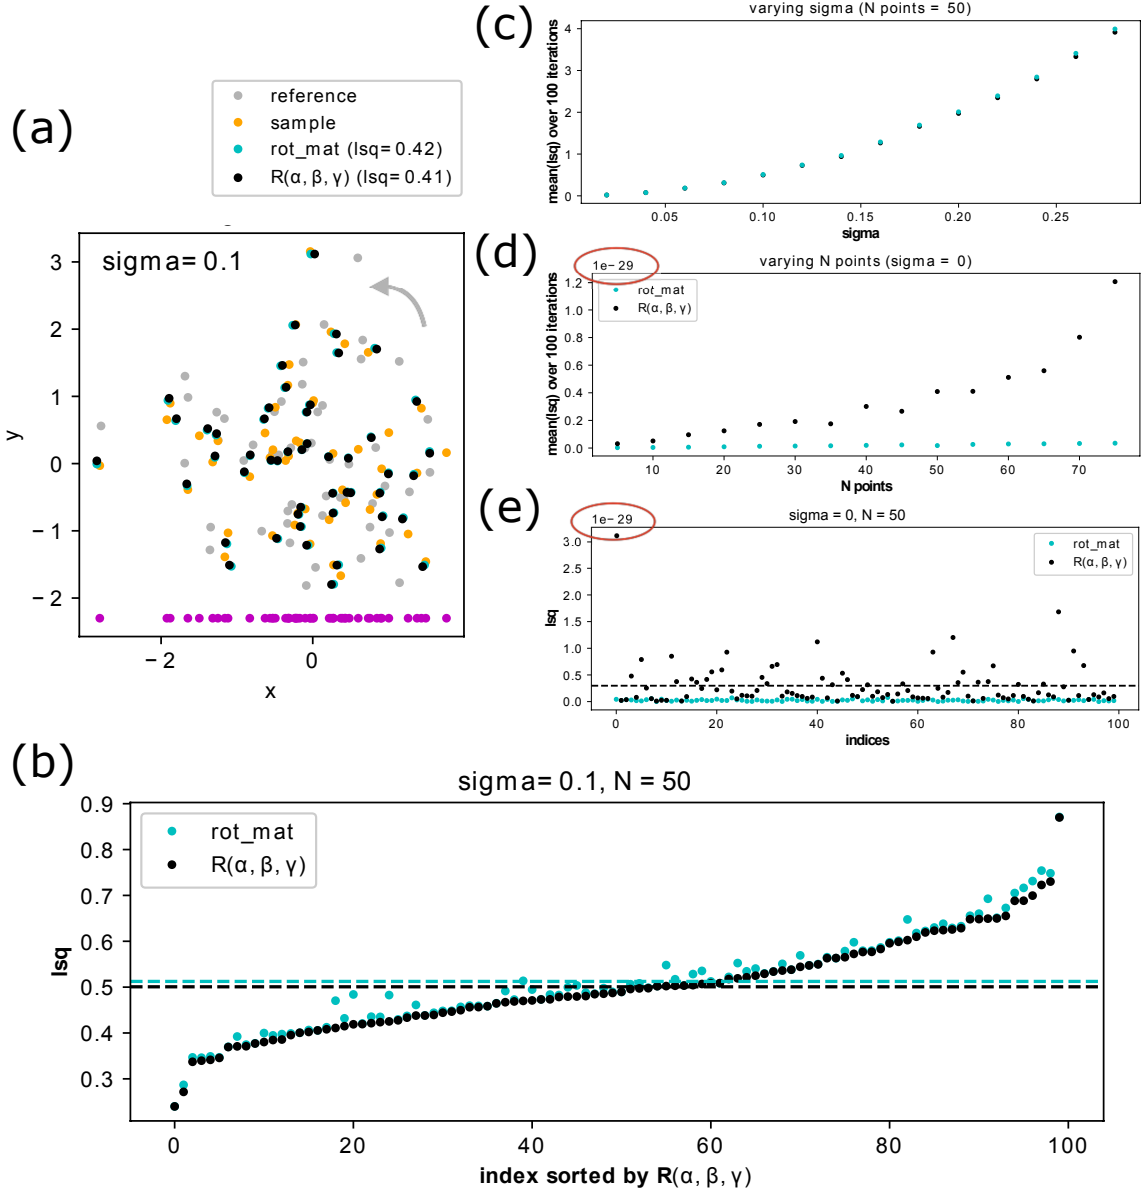 (a)
reference
sample
rot_mat (lsq=0.42)
R(α, β, γ) (lsq=0.41)
sigma= 0.1
3
2
1
0
−1
−2
y
−2
0
x
(c)
varying sigma (N points = 50)
mean(lsq) over 100 iterations
4
3
2
1
0
0.05
0.10
0.15
0.20
0.25
sigma
(d)
varying N points (sigma = 0)
1e−29
mean(lsq) over 100 iterations
rot_mat
R(α, β, γ)
1.2
1.0
0.8
0.6
0.4
0.2
0.0
10
20
30
40
50
60
70
N points
(e)
sigma = 0, N = 50
1e−29
lsq
rot_mat
R(α, β, γ)
3.0
2.5
2.0
1.5
1.0
0.5
0.0
0
20
40
60
80
100
indices
(b)
sigma= 0.1, N = 50
rot_mat
R(α, β, γ)
lsq
0.9
0.8
0.7
0.6
0.5
0.4
0.3
0
20
40
60
80
100
index sorted by R(α, β, γ)